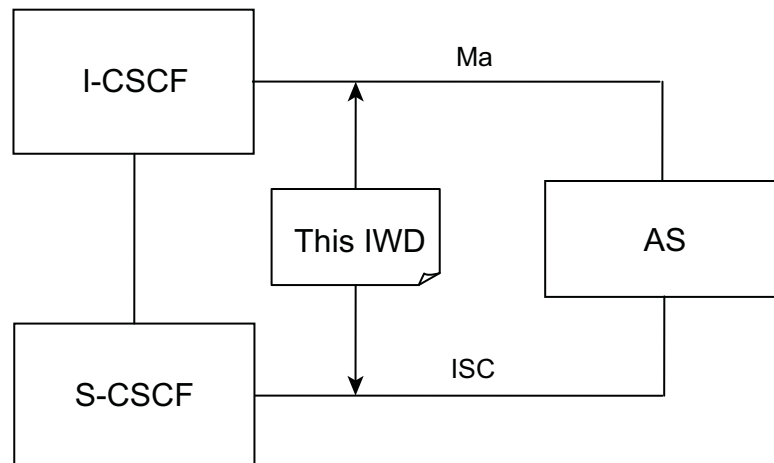 I-CSCF
Ma
This IWD
AS
S-CSCF
ISC